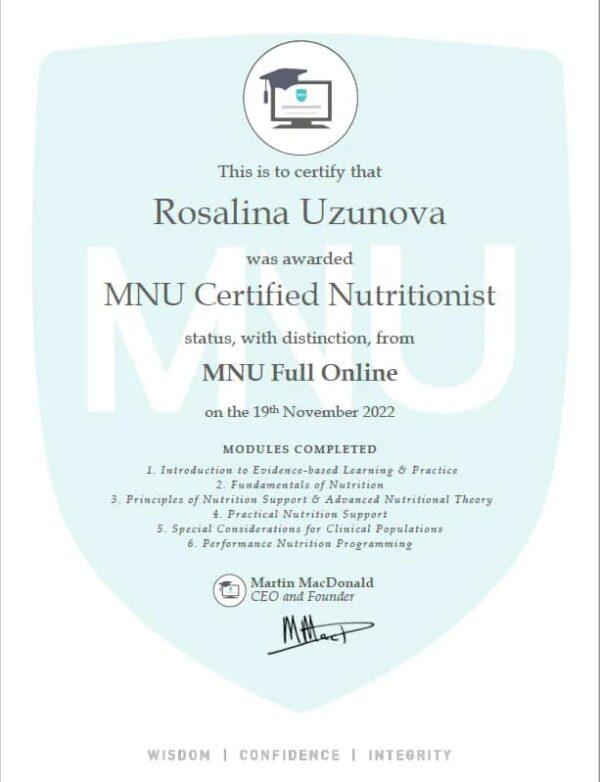 This is to certify that
Rosalina Uzunova
was awarded
MNU Certified Nutritionist
status, with distinction, from
MNU Full Online
on the 19th November 2022
MODULES COMPLETED
1. Introduction to Evidence-based Learning & Practice
2. Fundamentals of Nutrition
3. Principles of Nutrition Support & Advanced Nutritional Theory
4. Practical Nutrition Support
5. Special Considerations for Clinical Populations
6. Performance Nutrition Programming
Martin MacDonald
CEO and Founder
MNU
WISDOM | CONFIDENCE | INTEGRITY